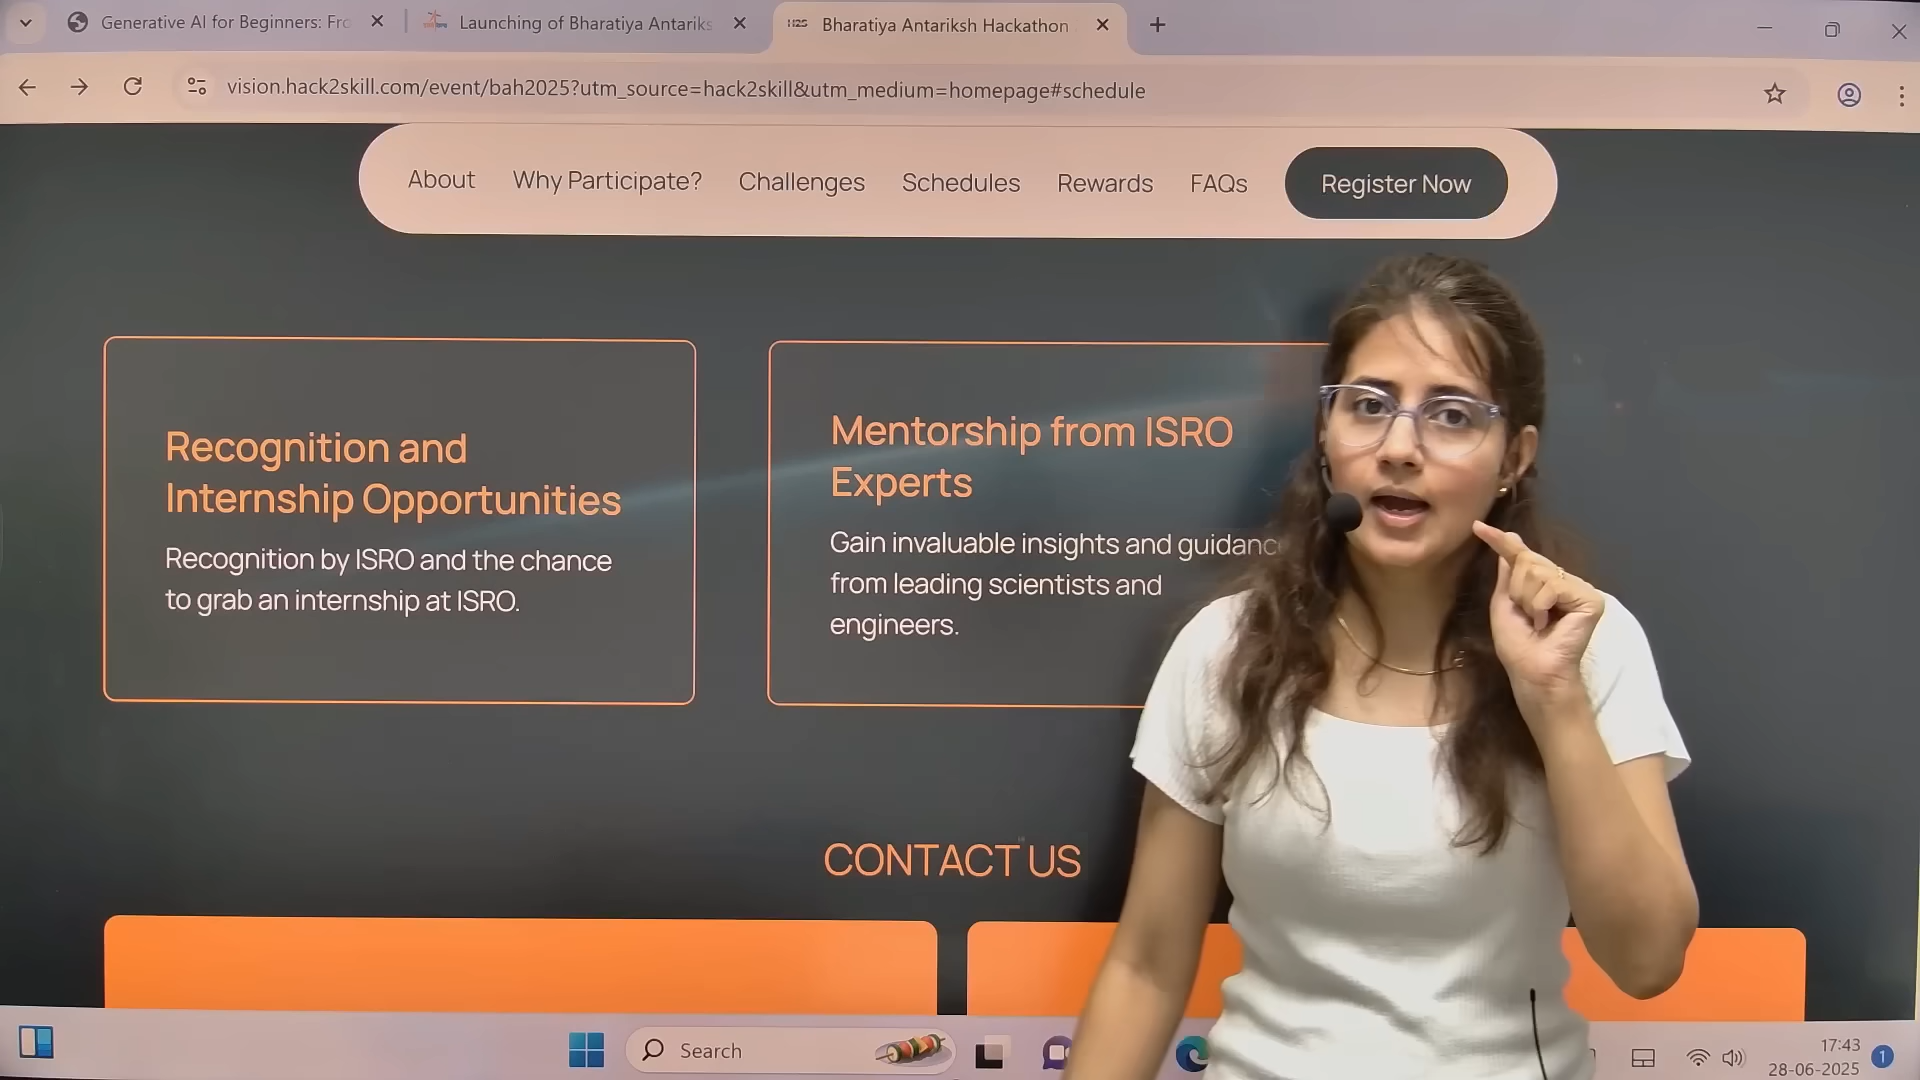 Generative AI for Beginners: Fro
Launching of Bharatiya Antariks
H2S
Bharatiya Antariksh Hackathon
vision.hack2skill.com/event/bah2025?utm_source=hack2skill&utm_medium=homepage#schedule
About
Why Participate?
Challenges
Schedules
Rewards
FAQs
Register Now
Recognition and
Internship Opportunities
Recognition by ISRO and the chance
to grab an internship at ISRO.
Mentorship from ISRO
Experts
Gain invaluable insights and guidance
from leading scientists and
engineers.
CONTACT US
Search
17:43
28-06-2025
1